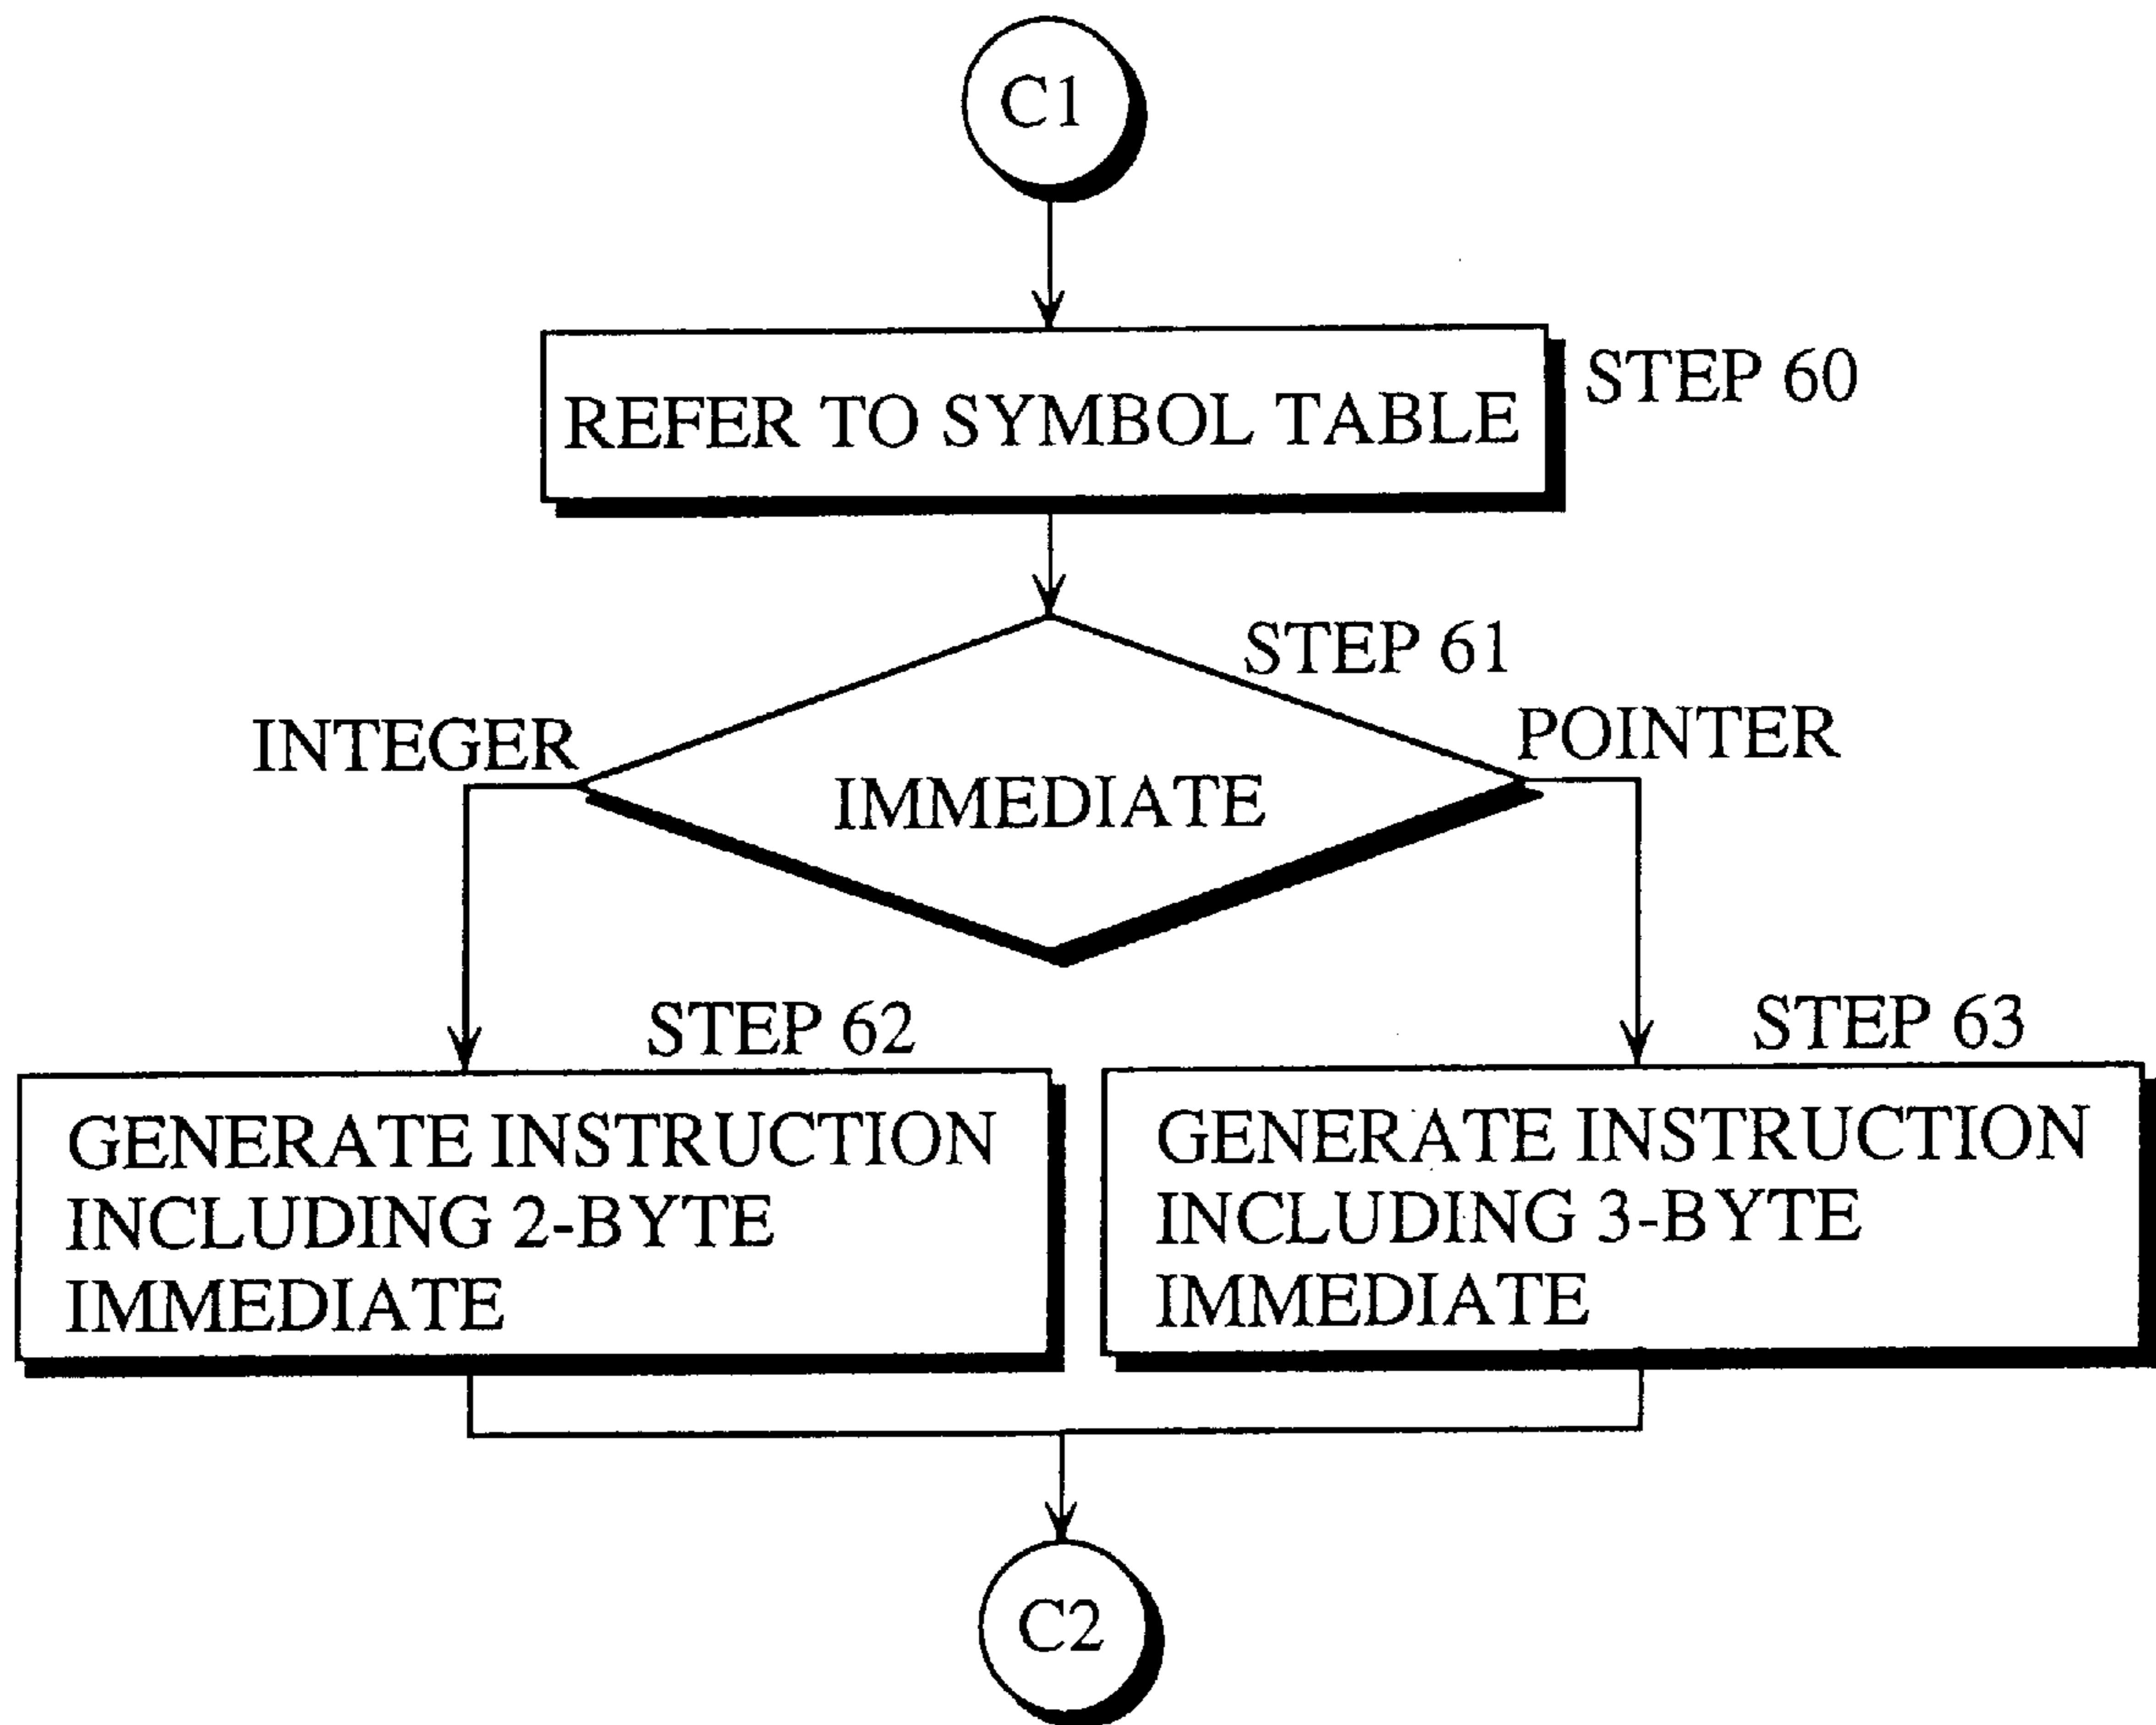 C1
REFER TO SYMBOL TABLE
STEP 60
STEP 61
INTEGER
POINTER
IMMEDIATE
STEP 62
STEP 63
GENERATE INSTRUCTION
INCLUDING 2-BYTE
IMMEDIATE
GENERATE INSTRUCTION
INCLUDING 3-BYTE
IMMEDIATE
C2